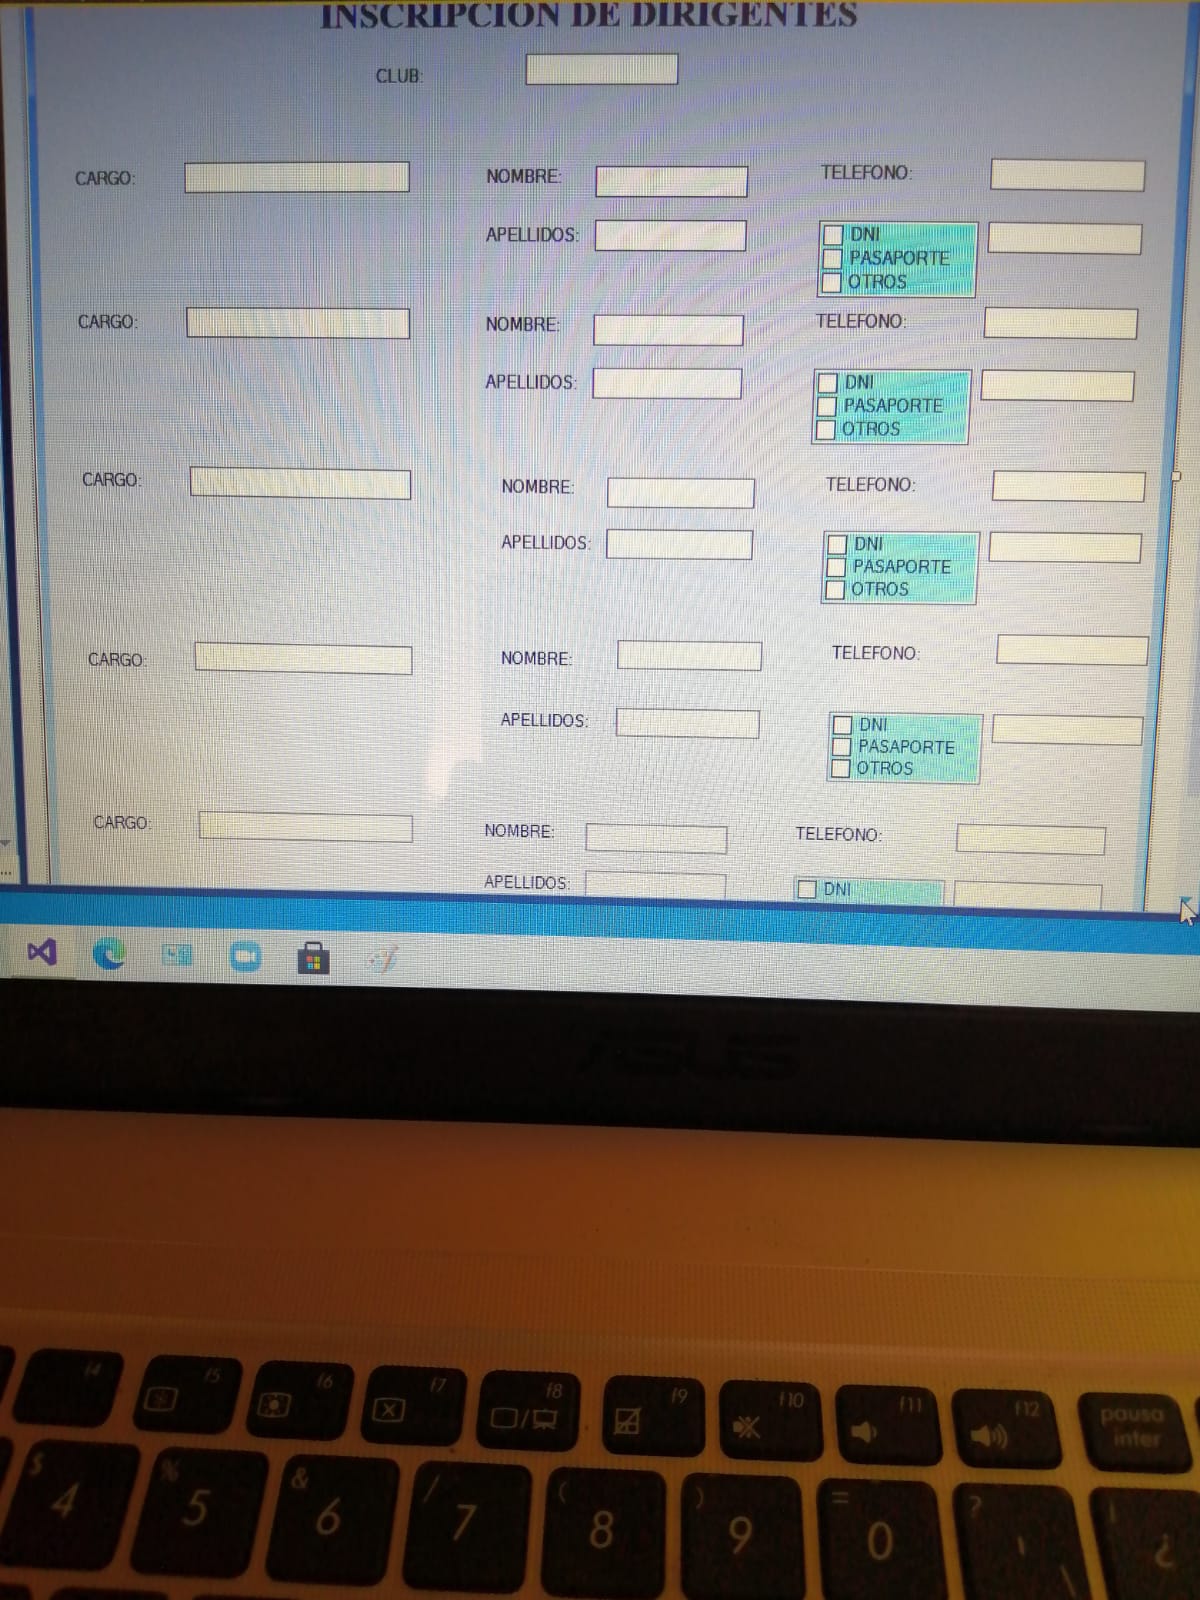 INSCRIPCION DE DIRIGENTES
CLUB:
CARGO: NOMBRE: TELEFONO:
APELLIDOS: DNI
PASAPORTE
OTROS
CARGO: NOMBRE: TELEFONO:
APELLIDOS: DNI
PASAPORTE
OTROS
CARGO: NOMBRE: TELEFONO:
APELLIDOS: DNI
PASAPORTE
OTROS
CARGO: NOMBRE: TELEFONO:
APELLIDOS: DNI
PASAPORTE
OTROS
CARGO: NOMBRE: TELEFONO:
APELLIDOS: DNI
ASUS
f4 f5 f6 f7 f8 f9 f10 f11 f12 pausa
inter
$ % & / ( ) = ?
4 5 6 7 8 9 0 ' \ ¿